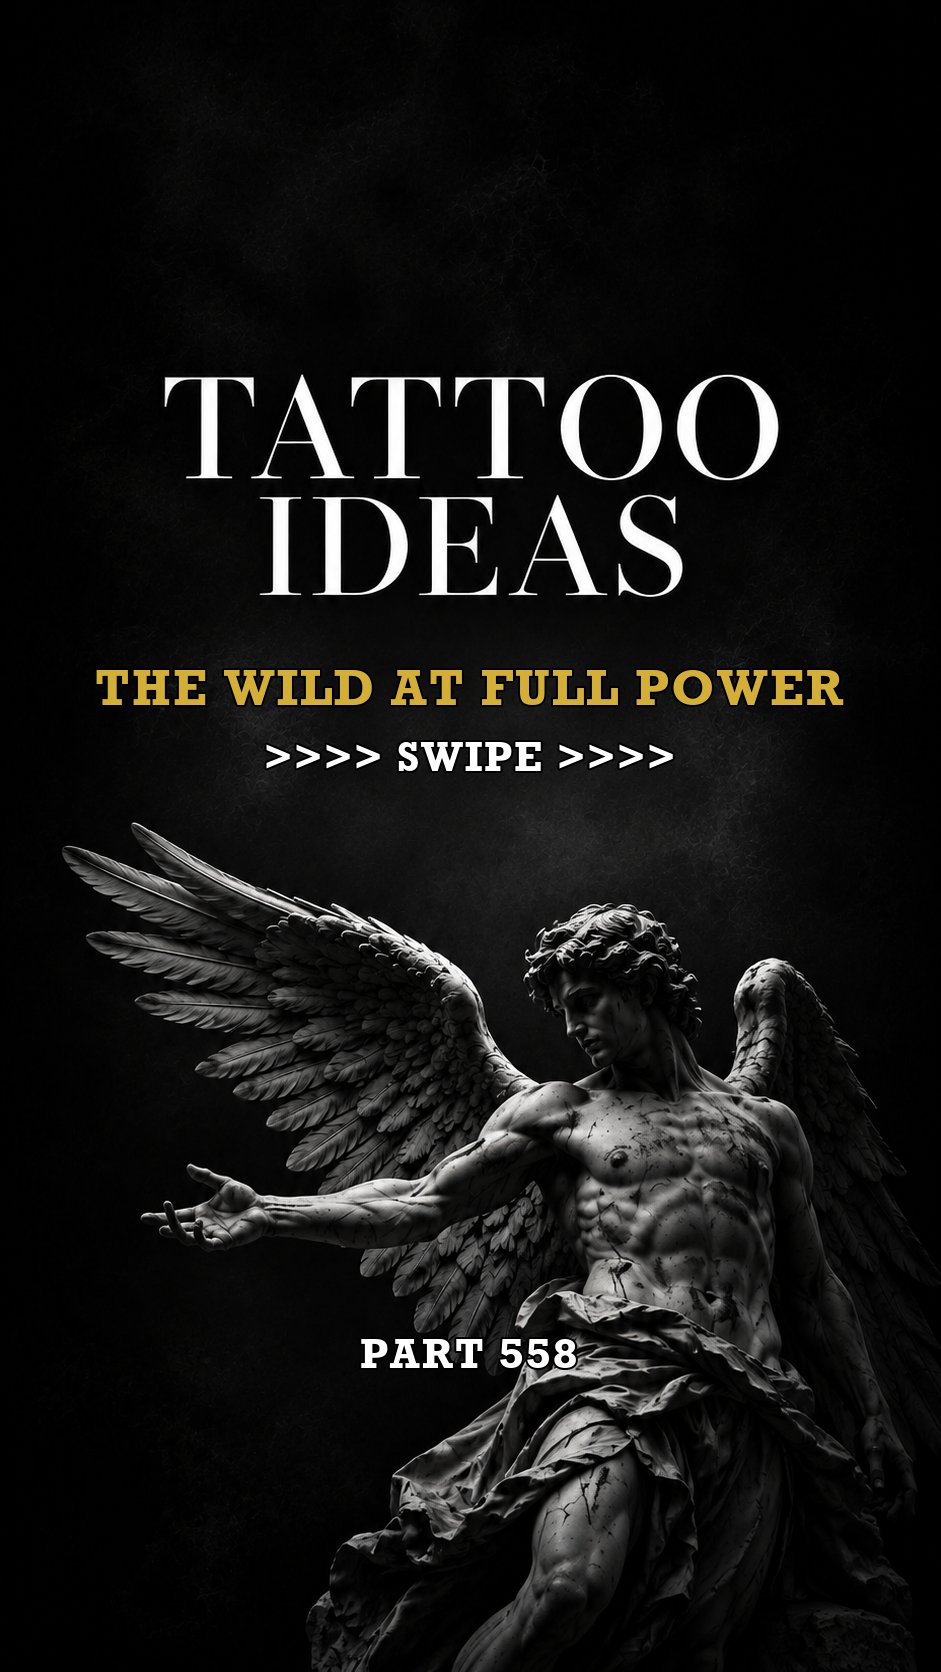 TATTOO
IDEAS
THE WILD AT FULL POWER
>>>> SWIPE >>>>
PART 558